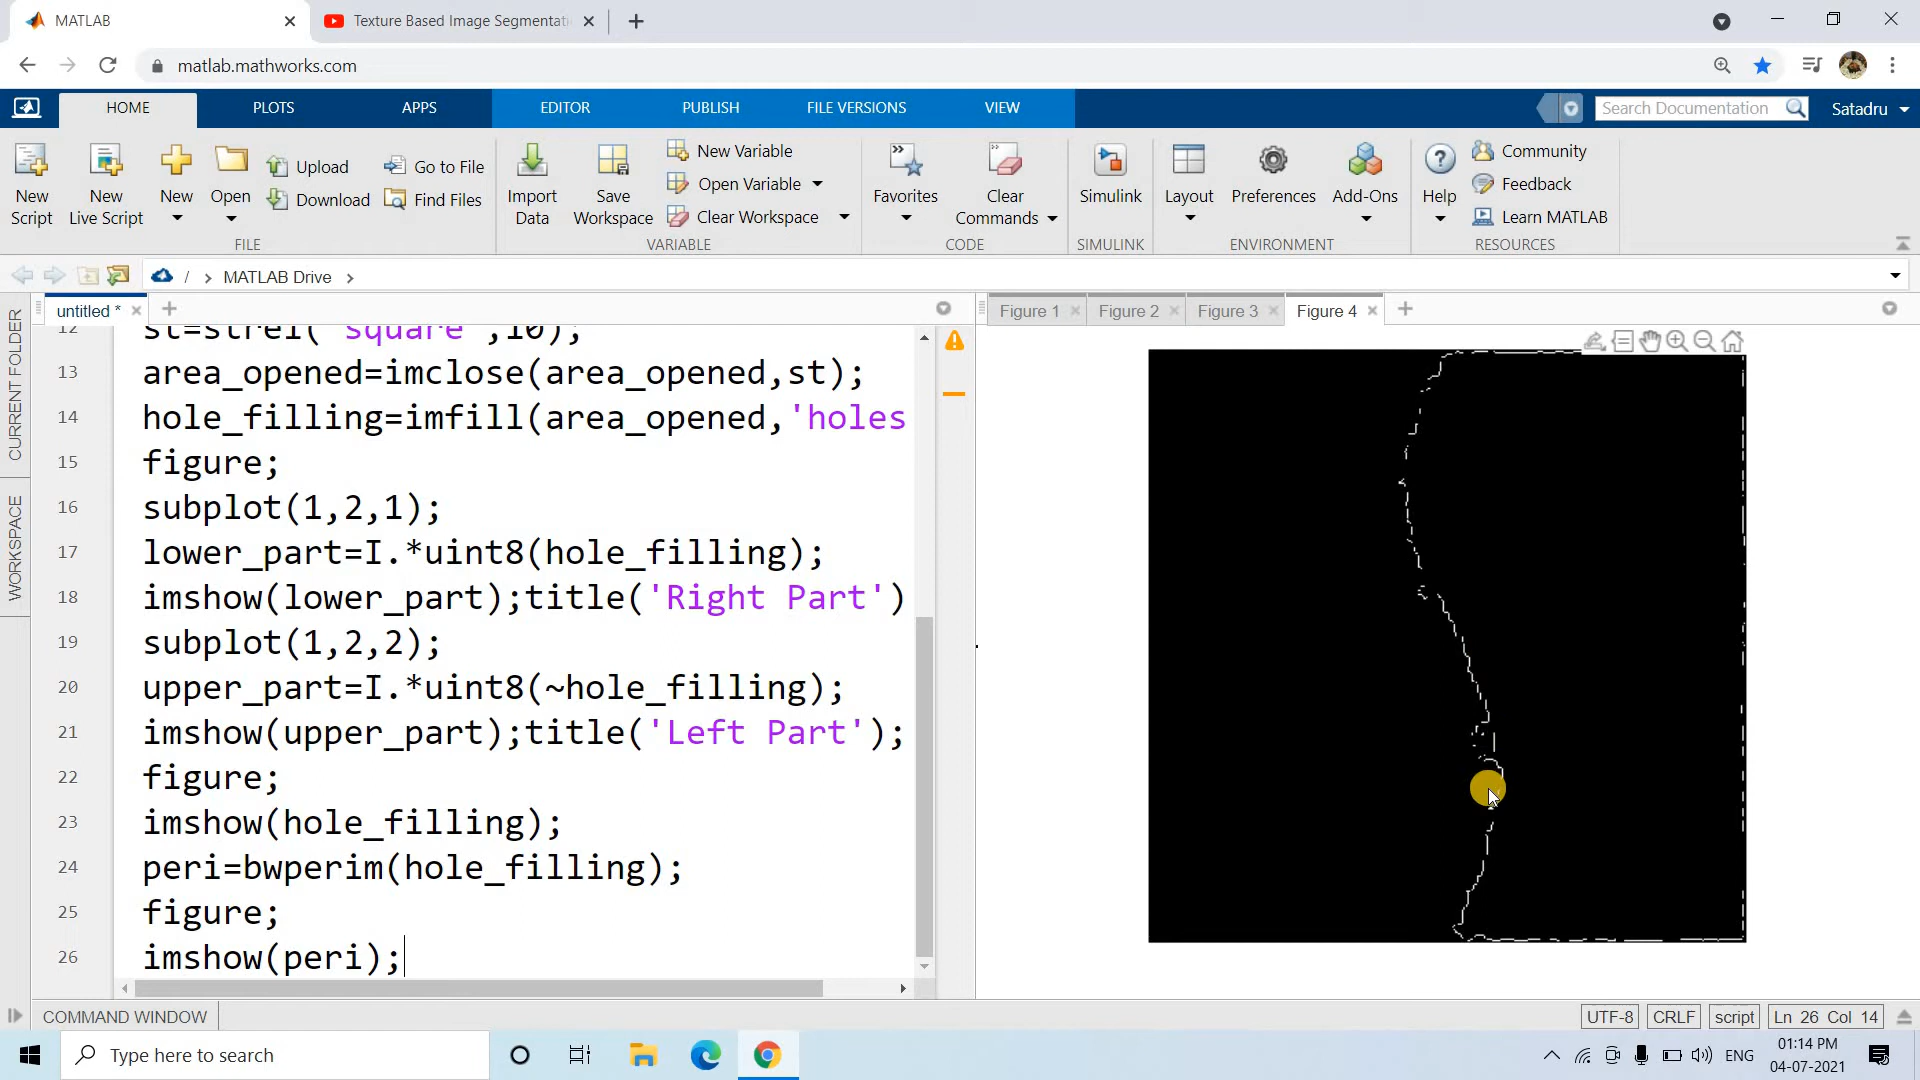 MATLAB
Texture Based Image Segmentati
matlab.mathworks.com
HOME PLOTS APPS EDITOR PUBLISH FILE VERSIONS VIEW
Search Documentation
Satadru
New Script
New Live Script
New
Open
Upload
Download
Go to File
Find Files
FILE
Import Data
Save Workspace
New Variable
Open Variable
Clear Workspace
VARIABLE
Favorites
Clear Commands
CODE
Simulink
SIMULINK
Layout
Preferences
Add-Ons
ENVIRONMENT
Help
Community
Feedback
Learn MATLAB
RESOURCES
/ › MATLAB Drive ›
CURRENT FOLDER
WORKSPACE
untitled *
12 st=strel('square',10);
13 area_opened=imclose(area_opened,st);
14 hole_filling=imfill(area_opened,'holes
15 figure;
16 subplot(1,2,1);
17 lower_part=I.*uint8(hole_filling);
18 imshow(lower_part);title('Right Part')
19 subplot(1,2,2);
20 upper_part=I.*uint8(~hole_filling);
21 imshow(upper_part);title('Left Part');
22 figure;
23 imshow(hole_filling);
24 peri=bwperim(hole_filling);
25 figure;
26 imshow(peri);
Figure 1 Figure 2 Figure 3 Figure 4
COMMAND WINDOW
UTF-8 CRLF script Ln 26 Col 14
Type here to search
ENG
01:14 PM
04-07-2021